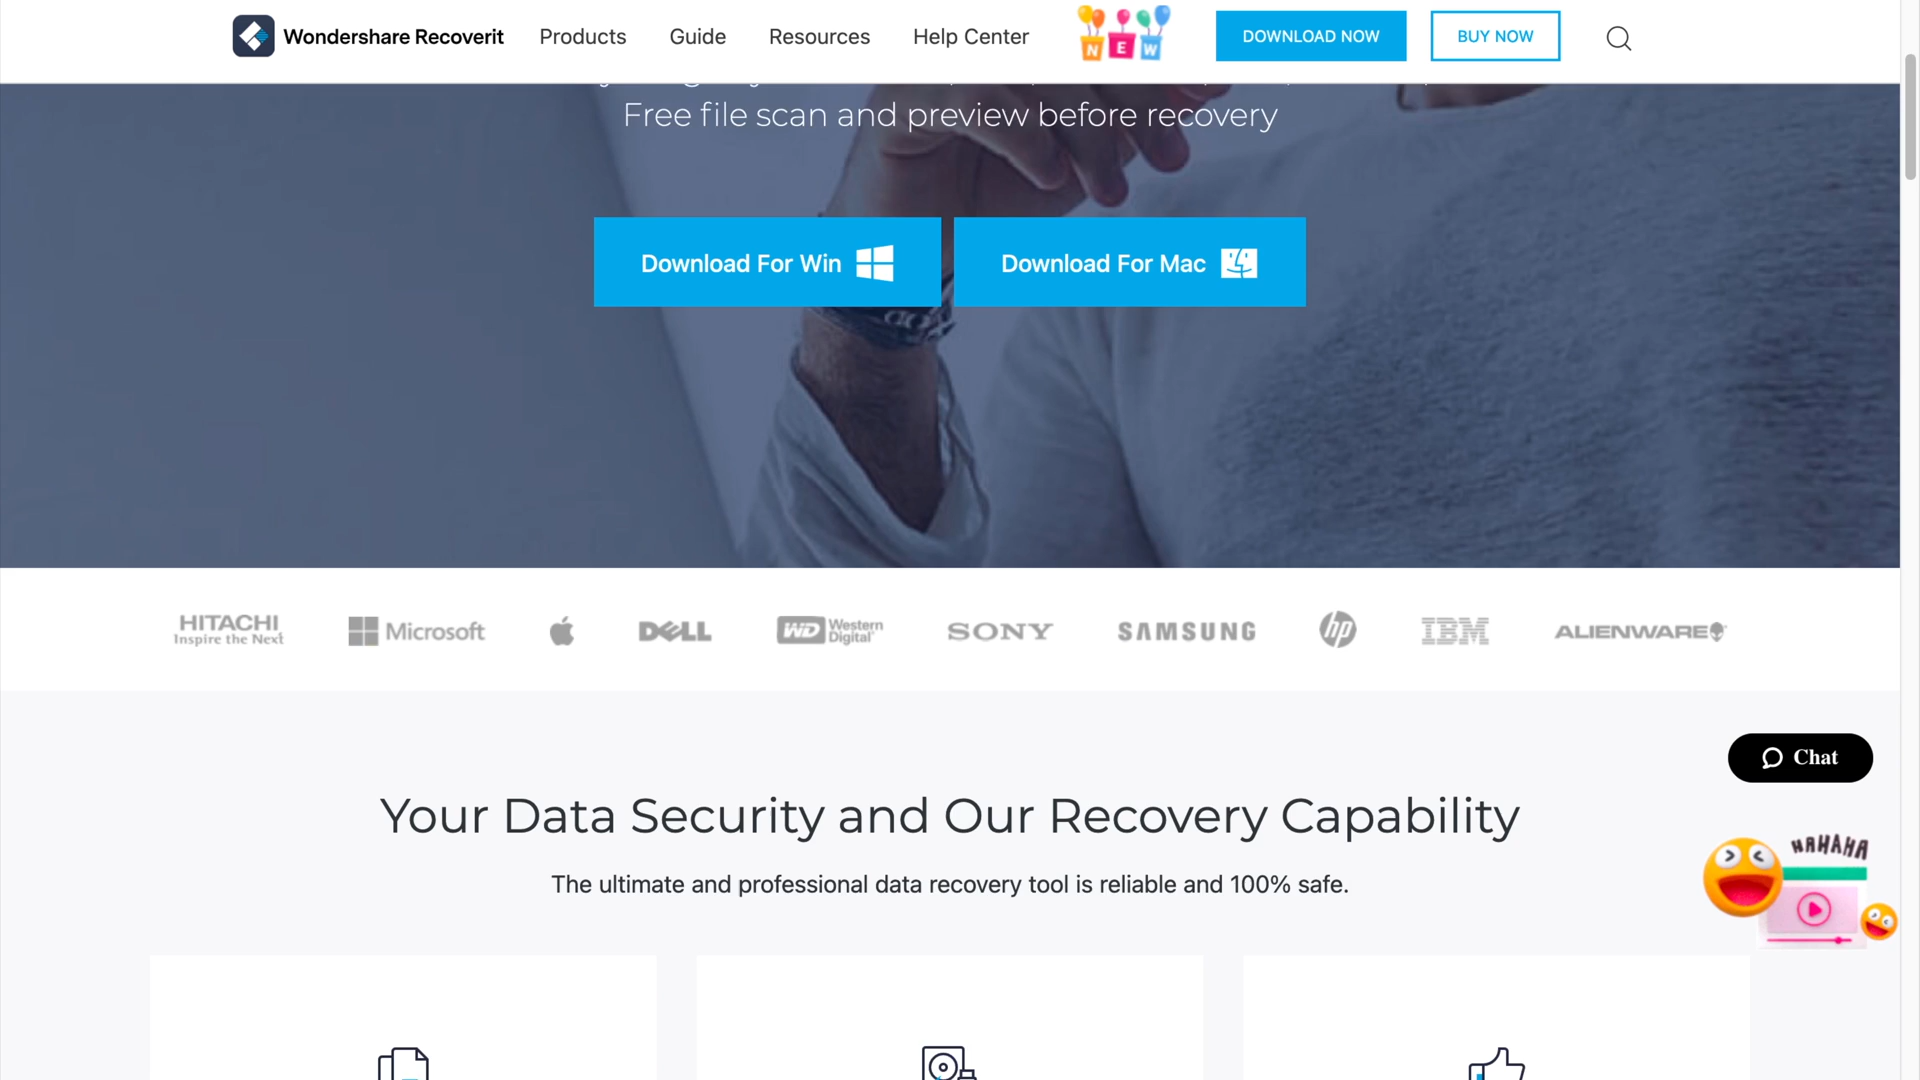 Wondershare Recoverit
Products
Guide
Resources
Help Center
NEW
DOWNLOAD NOW
BUY NOW
Free file scan and preview before recovery
Download For Win
Download For Mac
HITACHI
Inspire the Next
Microsoft
DELL
WD Western Digital
SONY
SAMSUNG
hp
IBM
ALIENWARE
Chat
Your Data Security and Our Recovery Capability
HAHAHA
The ultimate and professional data recovery tool is reliable and 100% safe.